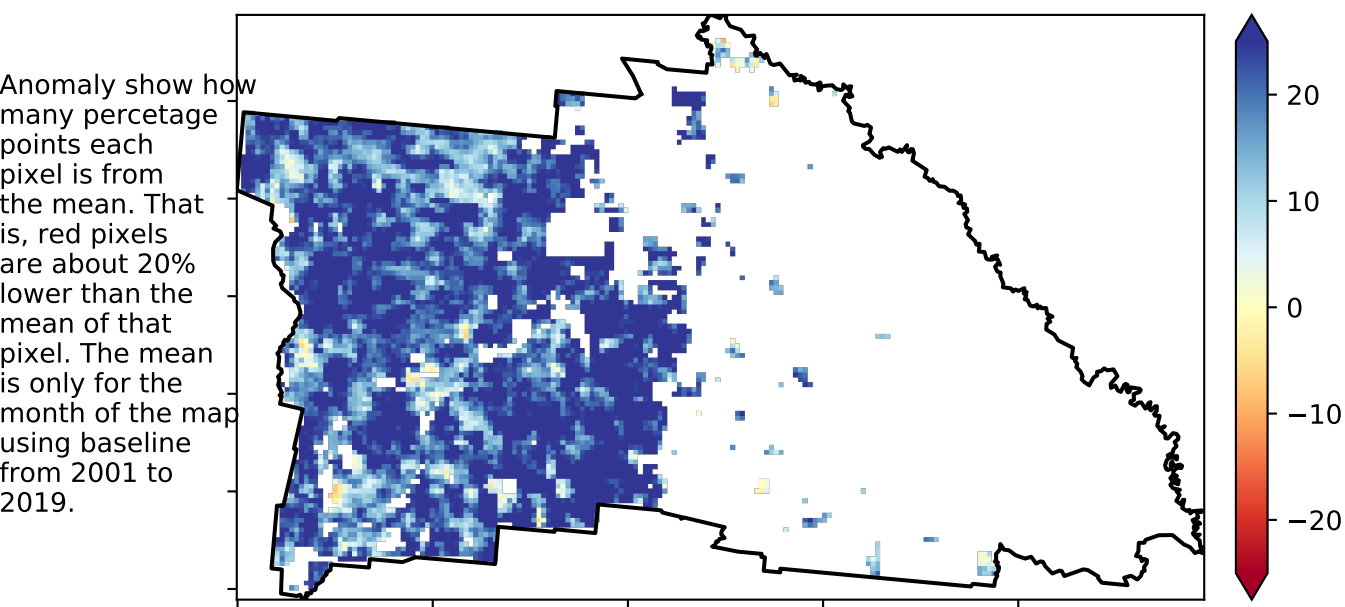 Anomaly show how
many percetage
points each
pixel is from
the mean. That
is, red pixels
are about 20%
lower than the
mean of that
pixel. The mean
is only for the
month of the map
using baseline
from 2001 to
2019.
20
10
0
−10
−20